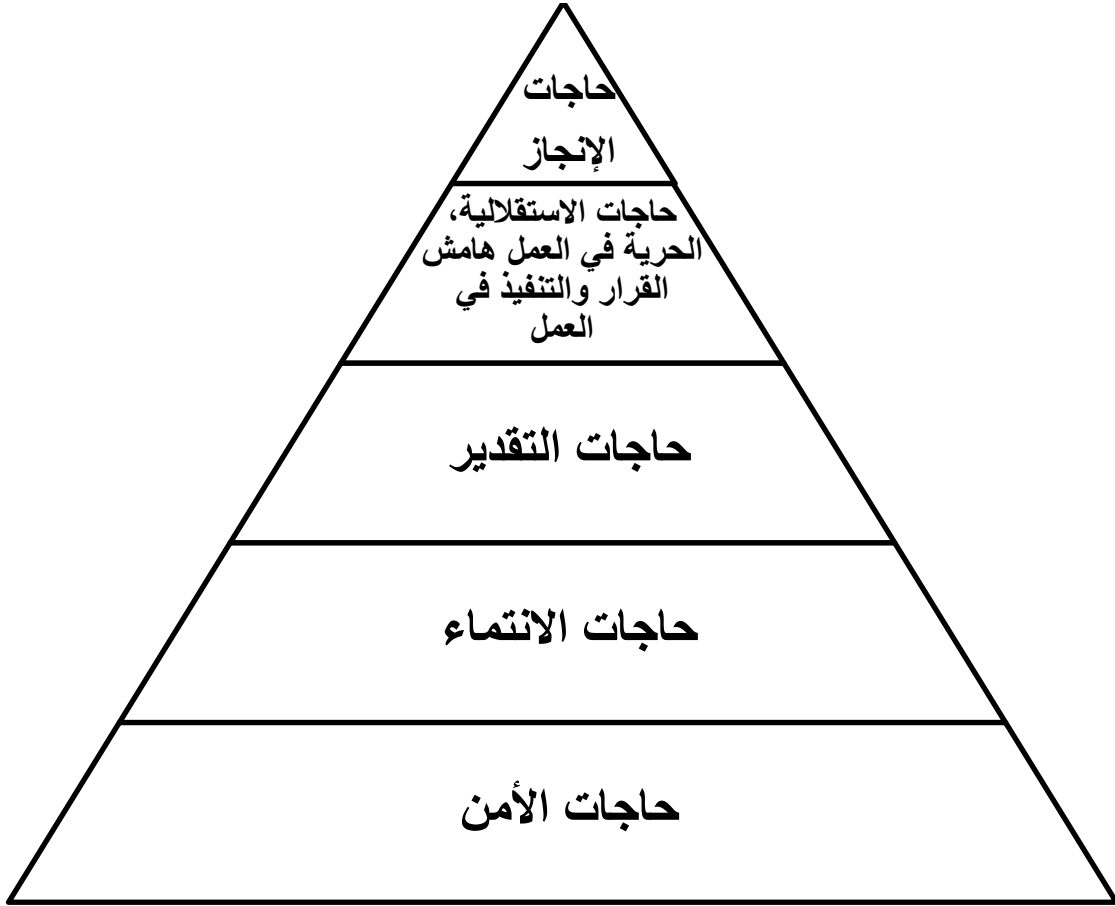 حاجات
الإنجاز
حاجات الاستقلالية،
الحرية في العمل هامش
القرار والتنفيذ في
العمل
حاجات التقدير
حاجات الانتماء
حاجات الأمن